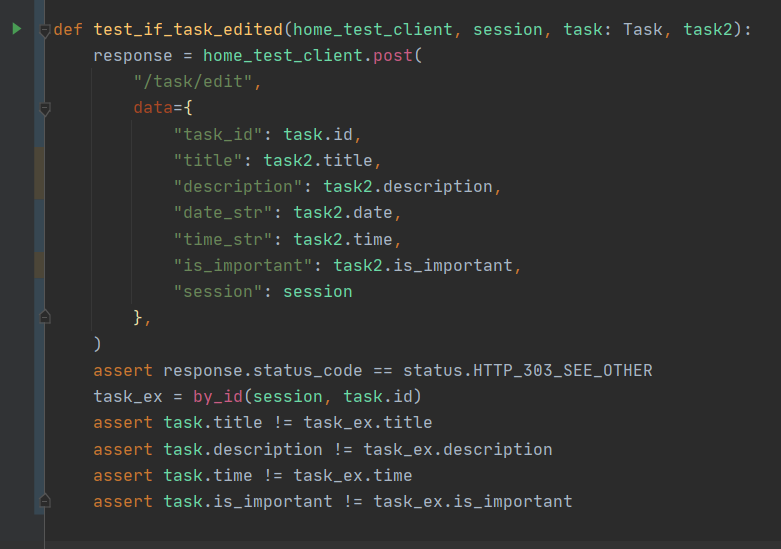 def test_if_task_edited(home_test_client, session, task: Task, task2):
    response = home_test_client.post(
        "/task/edit",
        data={
            "task_id": task.id,
            "title": task2.title,
            "description": task2.description,
            "date_str": task2.date,
            "time_str": task2.time,
            "is_important": task2.is_important,
            "session": session
        },
    )
    assert response.status_code == status.HTTP_303_SEE_OTHER
    task_ex = by_id(session, task.id)
    assert task.title != task_ex.title
    assert task.description != task_ex.description
    assert task.time != task_ex.time
    assert task.is_important != task_ex.is_important